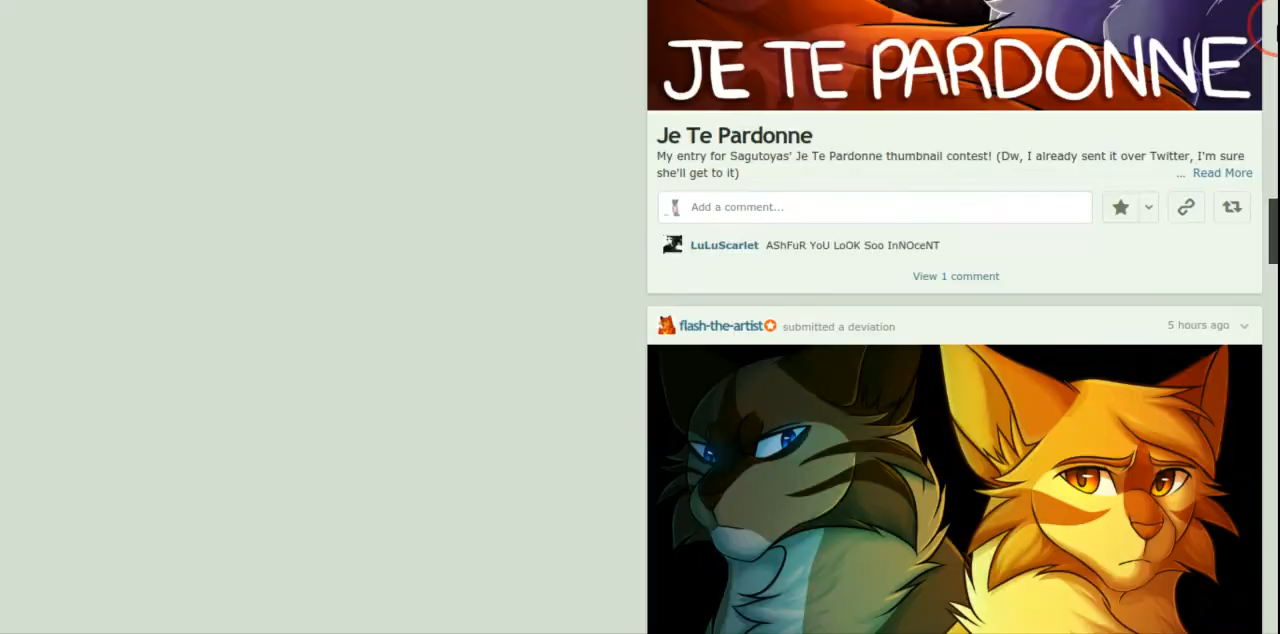 JE TE PARDONNE
Je Te Pardonne
My entry for Sagutoyas' Je Te Pardonne thumbnail contest! (Dw, I already sent it over Twitter, I'm sure
she'll get to it) ... Read More
Add a comment...
LuLuScarlet AShFuR YoU LoOK Soo InNOceNT
View 1 comment
flash-the-artist submitted a deviation 5 hours ago